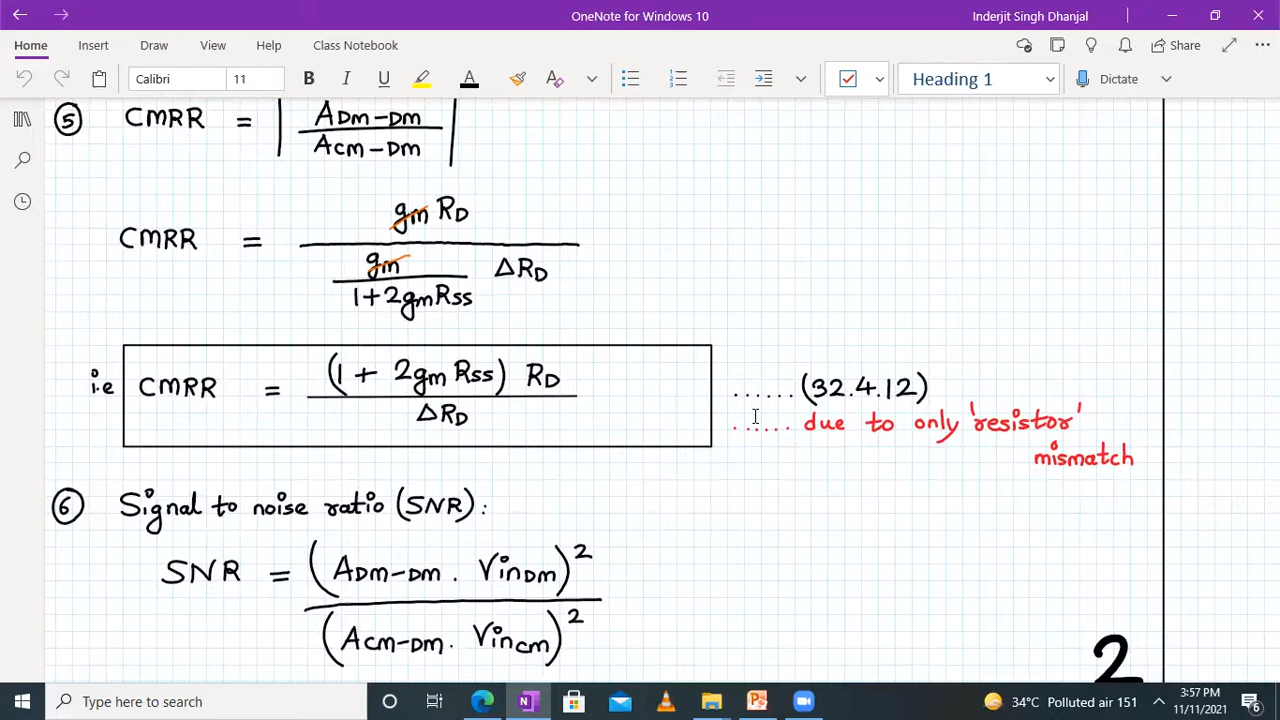 OneNote for Windows 10
Inderjit Singh Dhanjal
Home Insert Draw View Help Class Notebook
Share
Calibri 11 B I U A A Heading 1 Dictate
⑤ CMRR = | ADM-DM / ACM-DM |
CMRR = gm RD / (gm / 1+2gmRss) ΔRD
i.e CMRR = (1 + 2gm Rss) RD / ΔRD ......(32.4.12)
...... due to only 'resistor'
mismatch
⑥ Signal to noise ratio (SNR):
SNR = (ADM-DM . VinDM)² / (ACM-DM . VinCM)²
2
Type here to search
34°C Polluted air 151
3:57 PM
11/11/2021
6